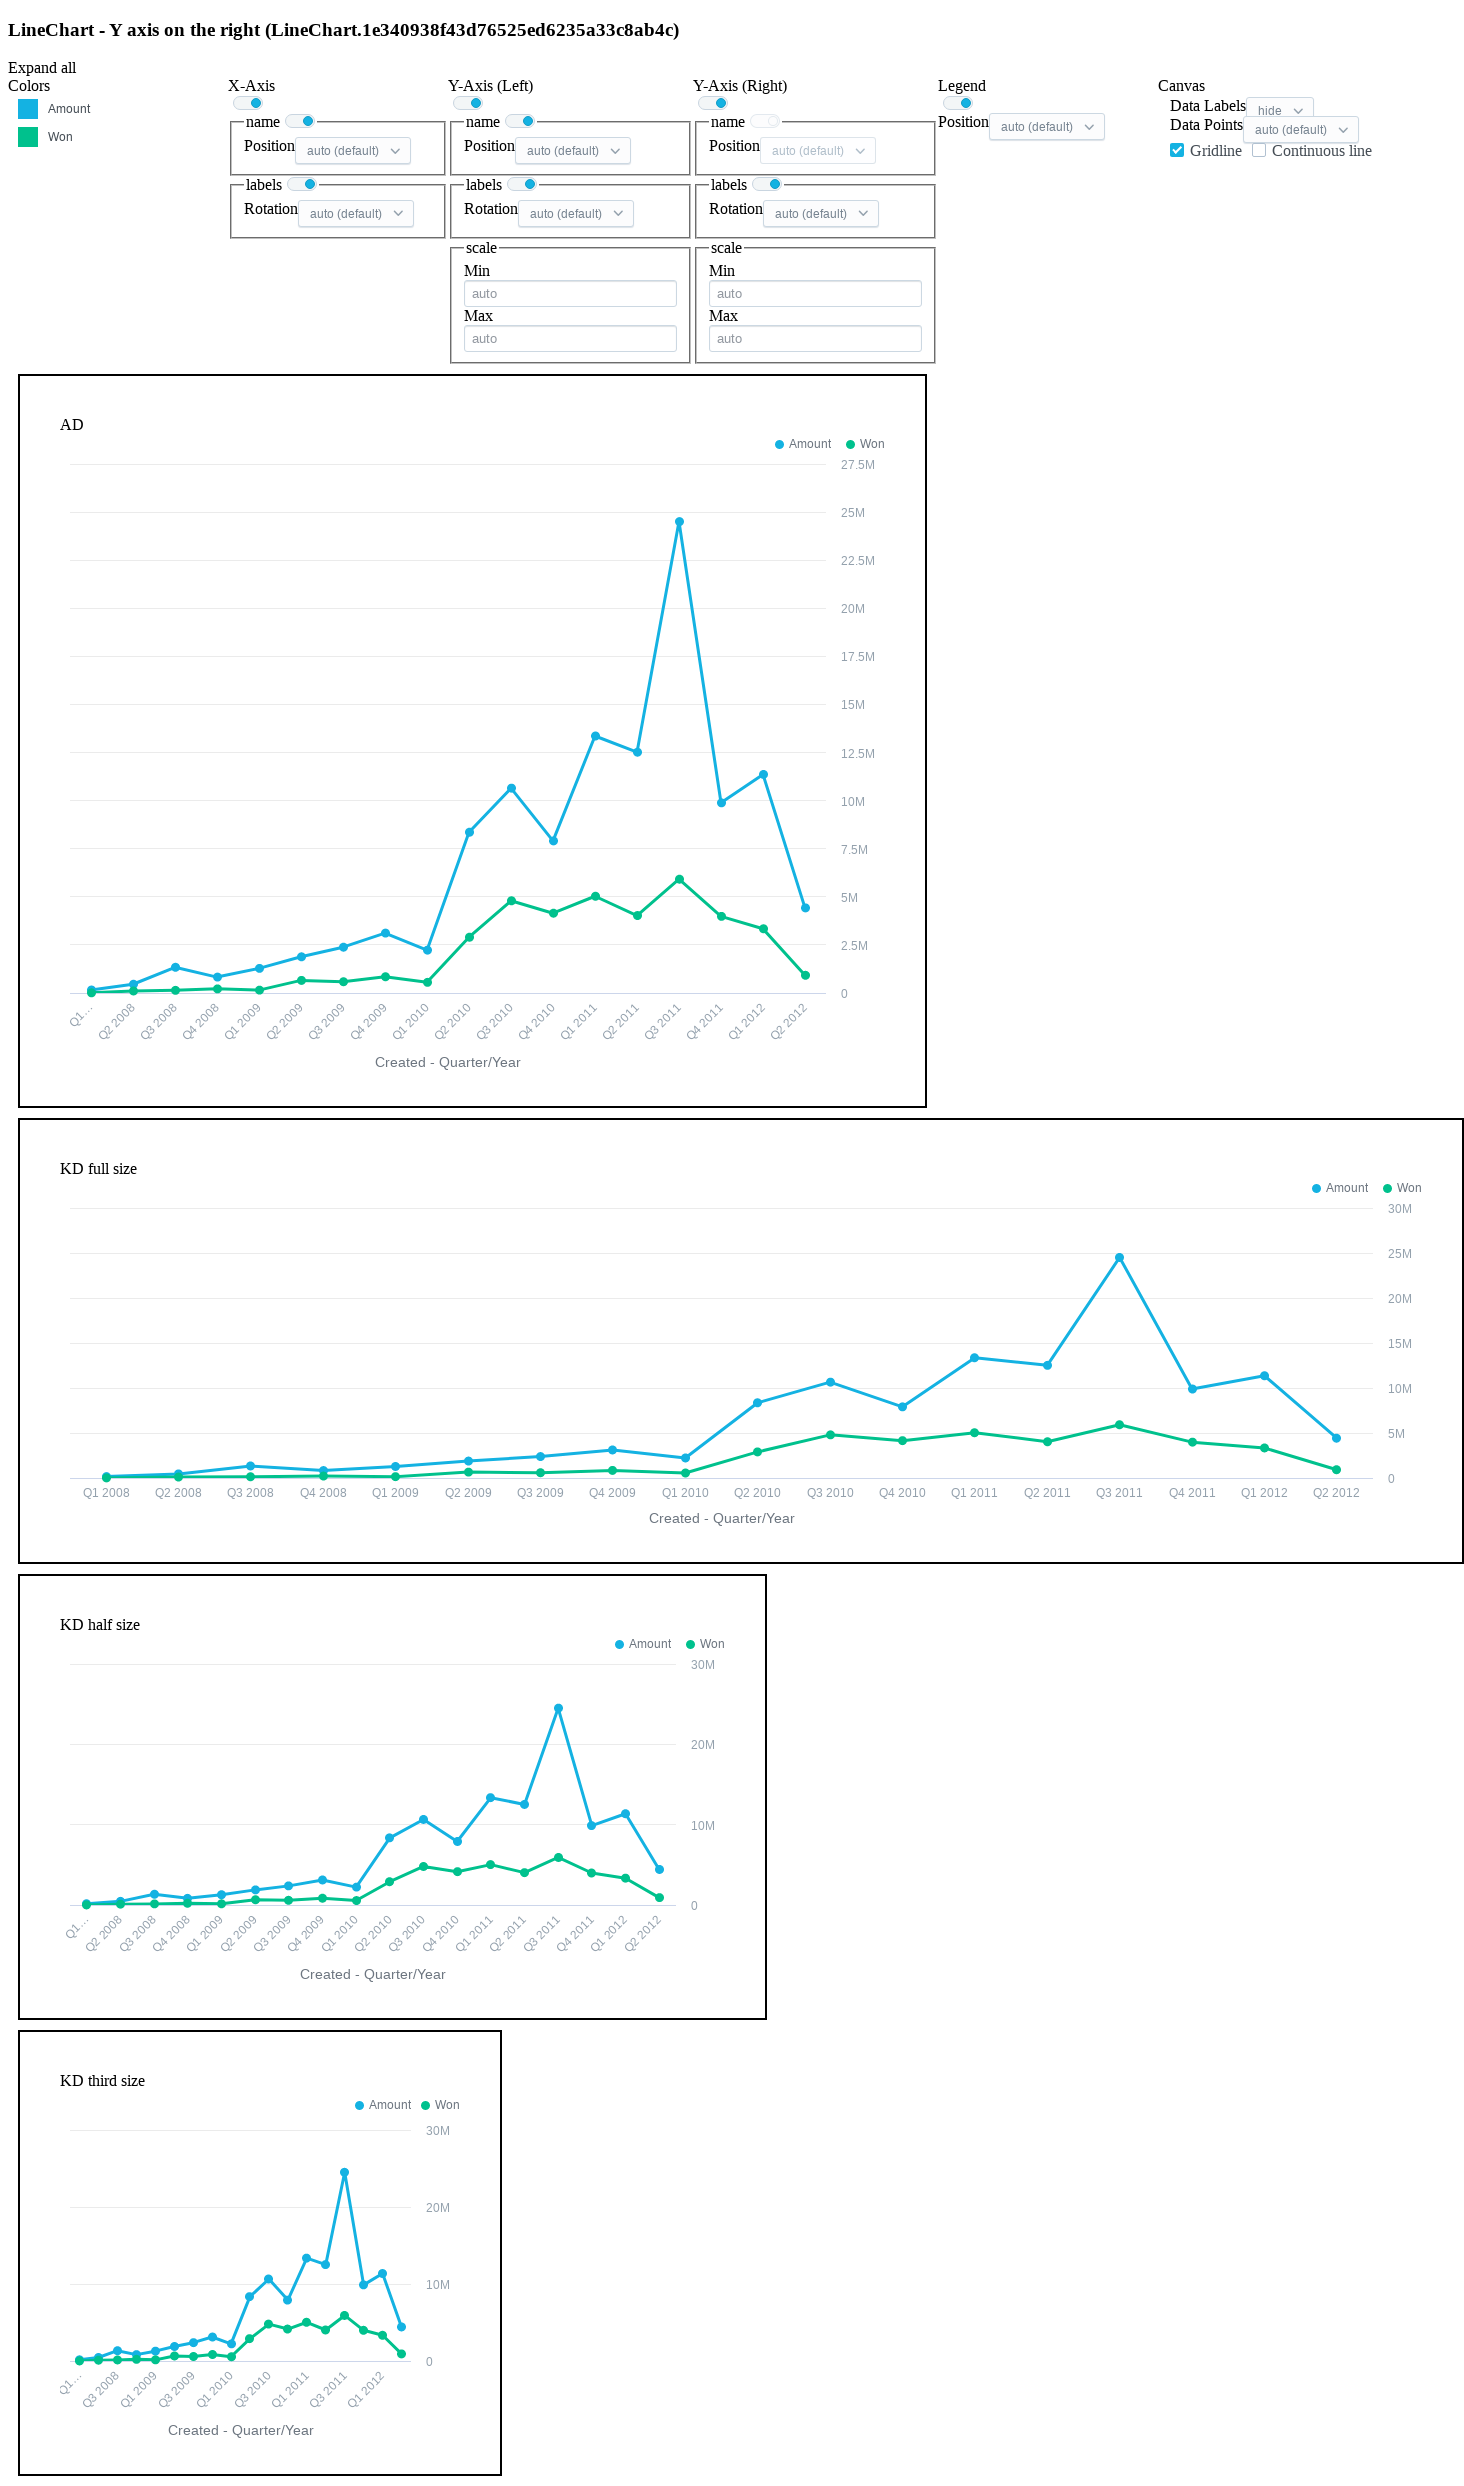 LineChart - Y axis on the right (LineChart.1e340938f43d76525ed6235a33c8ab4c)
Expand all
Colors
Amount
Won
X-Axis
name
Position auto (default)
labels
Rotation auto (default)
Y-Axis (Left)
name
Position auto (default)
labels
Rotation auto (default)
scale
Min
auto
Max
auto
Y-Axis (Right)
name
Position auto (default)
labels
Rotation auto (default)
scale
Min
auto
Max
auto
Legend
Position auto (default)
Canvas
Data Labels hide
Data Points auto (default)
Gridline Continuous line
AD
Amount Won
27.5M
25M
22.5M
20M
17.5M
15M
12.5M
10M
7.5M
5M
2.5M
0
Q1... Q2 2008 Q3 2008 Q4 2008 Q1 2009 Q2 2009 Q3 2009 Q4 2009 Q1 2010 Q2 2010 Q3 2010 Q4 2010 Q1 2011 Q2 2011 Q3 2011 Q4 2011 Q1 2012 Q2 2012
Created - Quarter/Year
KD full size
Amount Won
30M
25M
20M
15M
10M
5M
0
Q1 2008 Q2 2008 Q3 2008 Q4 2008 Q1 2009 Q2 2009 Q3 2009 Q4 2009 Q1 2010 Q2 2010 Q3 2010 Q4 2010 Q1 2011 Q2 2011 Q3 2011 Q4 2011 Q1 2012 Q2 2012
Created - Quarter/Year
KD half size
Amount Won
30M
20M
10M
0
Q1... Q2 2008 Q3 2008 Q4 2008 Q1 2009 Q2 2009 Q3 2009 Q4 2009 Q1 2010 Q2 2010 Q3 2010 Q4 2010 Q1 2011 Q2 2011 Q3 2011 Q4 2011 Q1 2012 Q2 2012
Created - Quarter/Year
KD third size
Amount Won
30M
20M
10M
0
Q1... Q3 2008 Q1 2009 Q3 2009 Q1 2010 Q3 2010 Q1 2011 Q3 2011 Q1 2012
Created - Quarter/Year